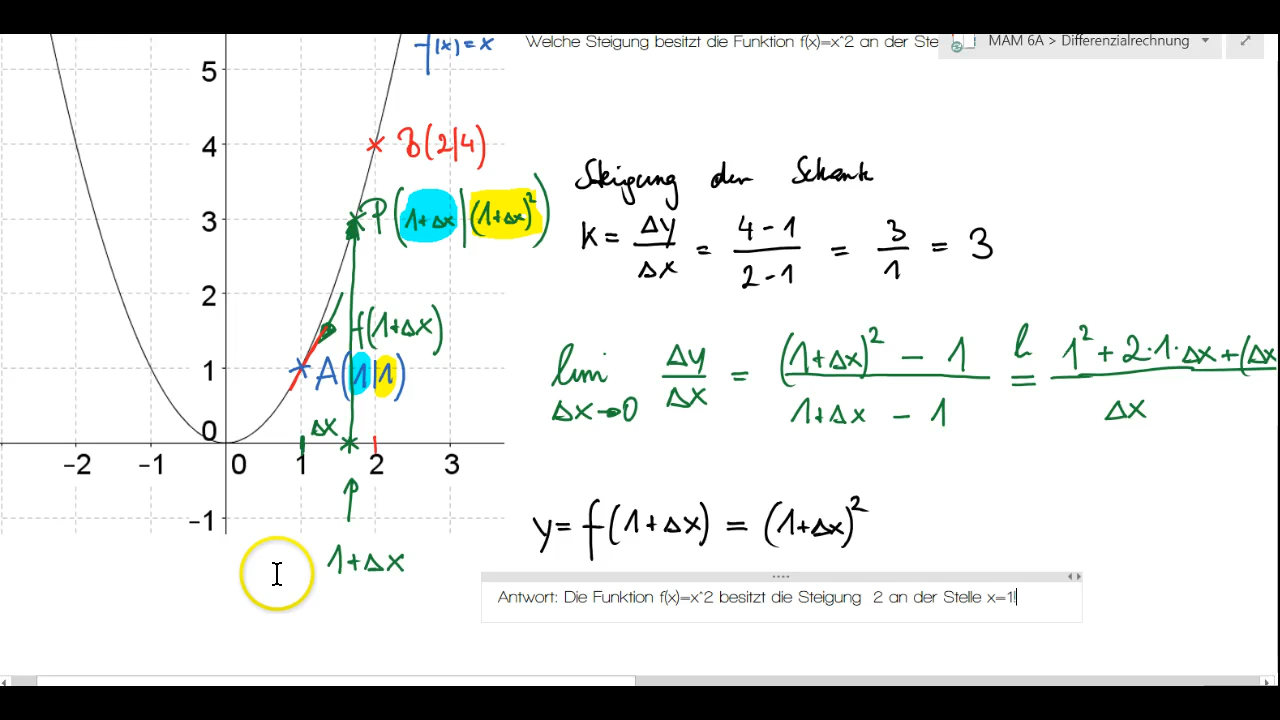 f(x) = x
Welche Steigung besitzt die Funktion f(x)=x^2 an der Ste
MAM 6A > Differenzialrechnung
5
4
3
2
1
0
-1
-2 -1 0 1 2 3
B(2|4)
P(1+Δx|(1+Δx)²)
f(1+Δx)
A(1|1)
Δx
1+Δx
Steigung der
k = Δy/Δx = 4-1/2-1 = 3/1 = 3
lim Δx→0 Δy/Δx = (1+Δx)² - 1/1+Δx - 1 = 1² + 2·1·Δx+(Δx/Δx
y= f(1+Δx) = (1+Δx)²
Antwort: Die Funktion f(x)=x^2 besitzt die Steigung 2 an der Stelle x=1!